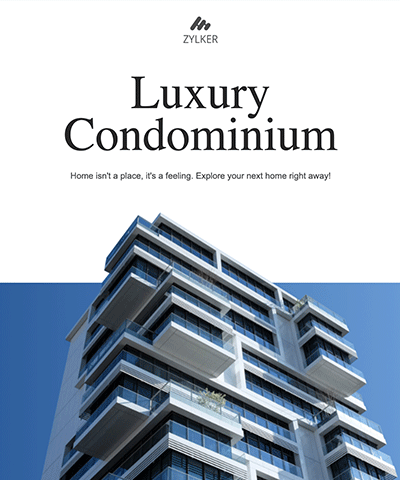 ZYLKER
Luxury
Condominium
Home isn't a place, it's a feeling. Explore your next home right away!